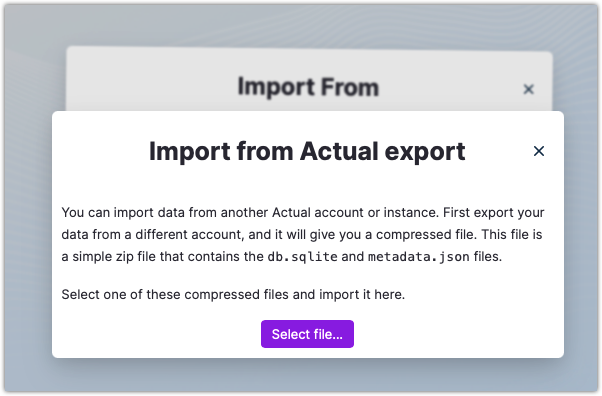 Import From
Import from Actual export
You can import data from another Actual account or instance. First export your
data from a different account, and it will give you a compressed file. This file is
a simple zip file that contains the db.sqlite and metadata.json files.
Select one of these compressed files and import it here.
Select file...